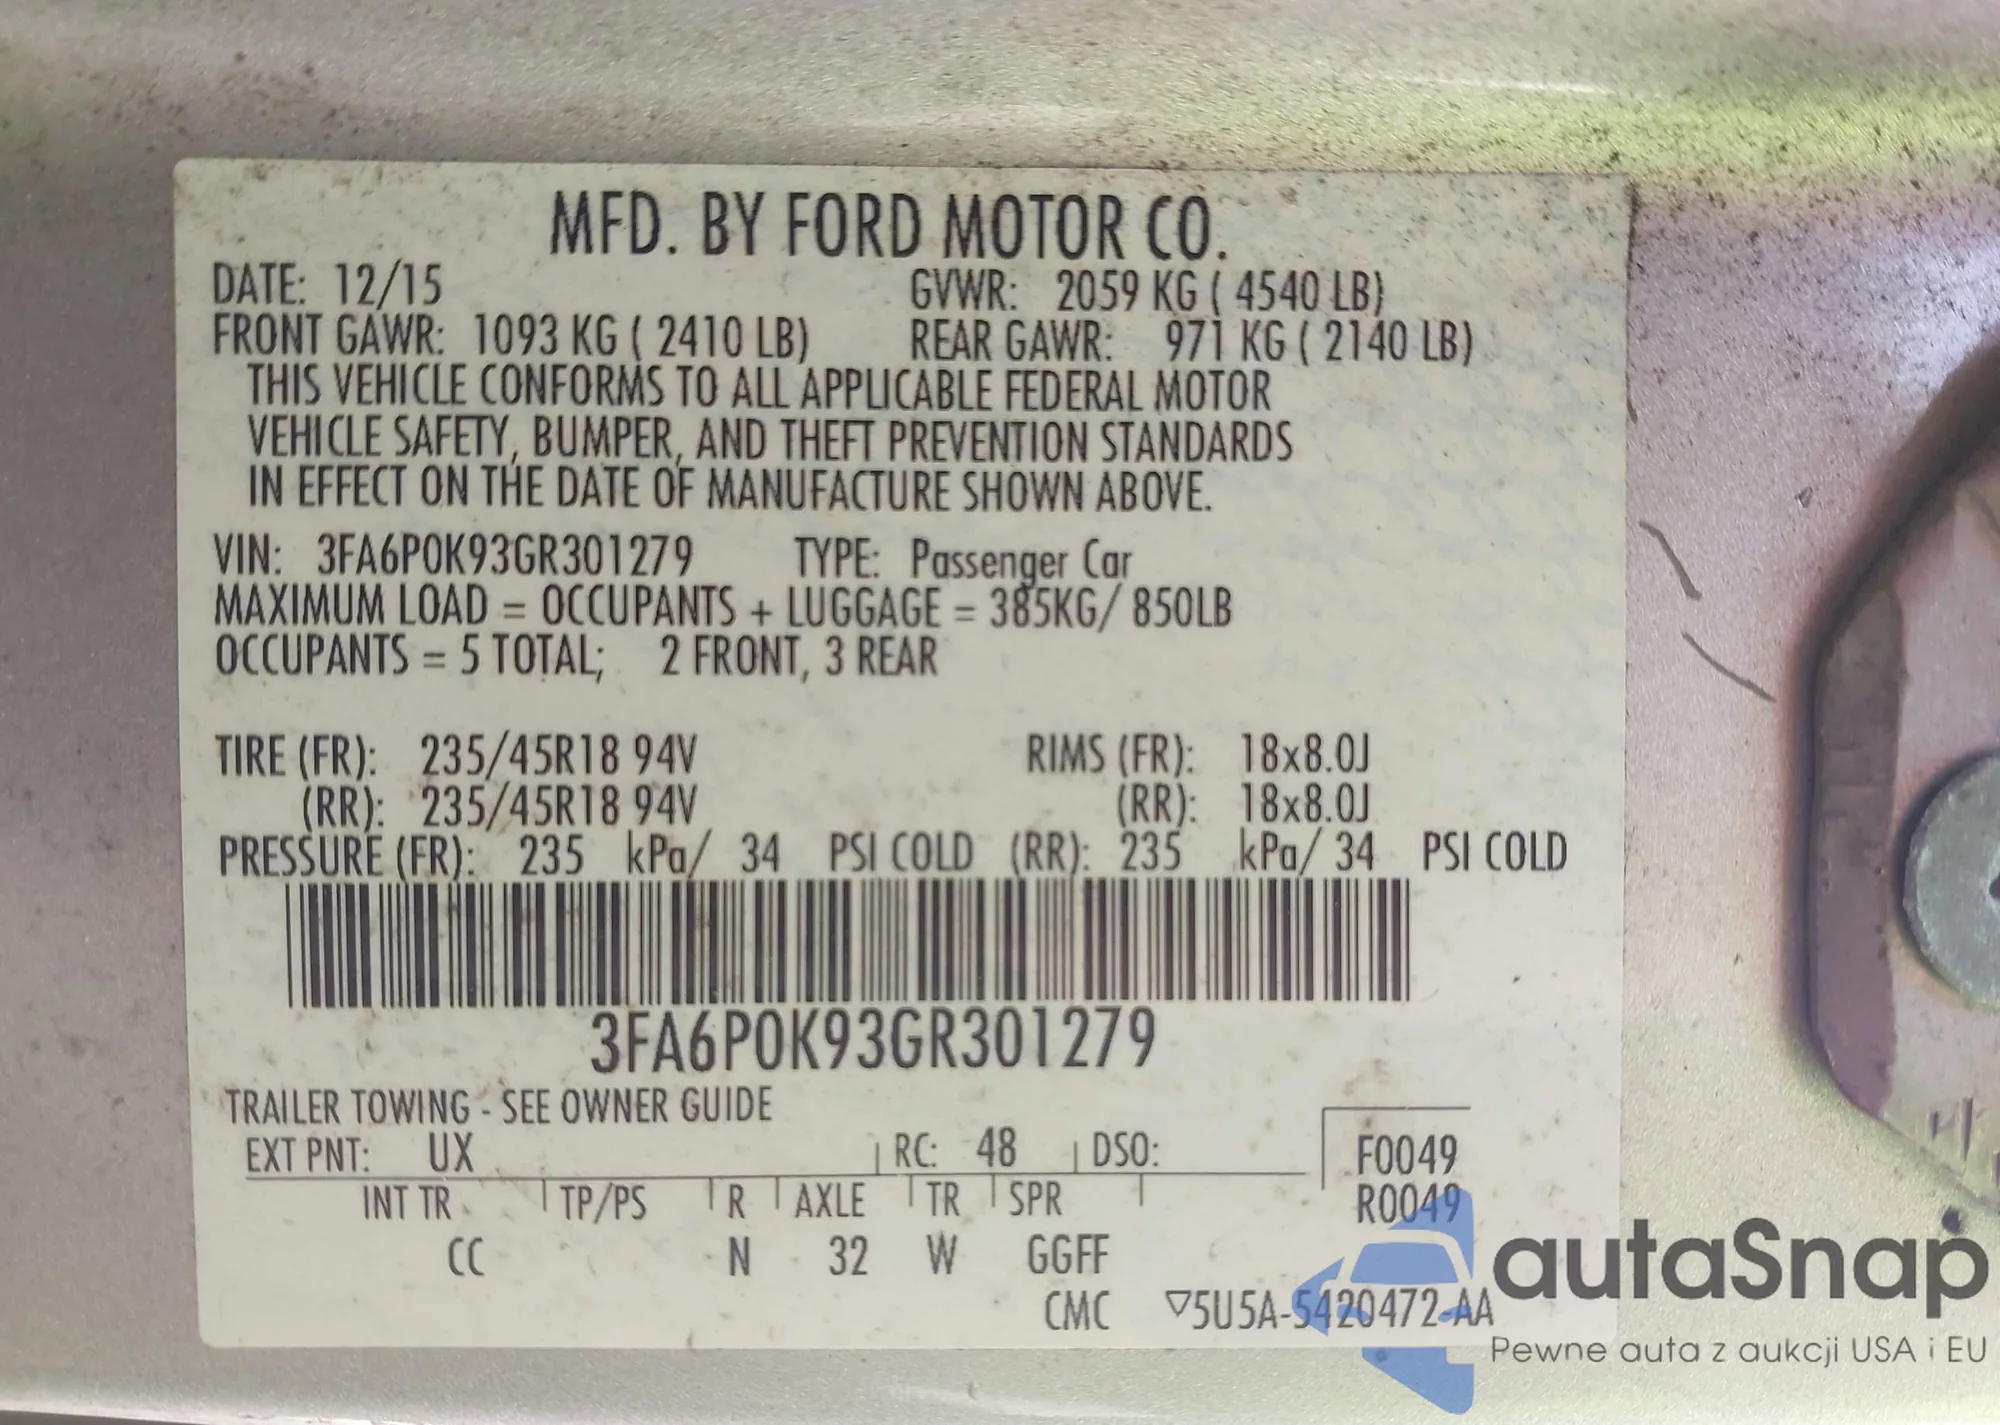 MFD. BY FORD MOTOR CO.
DATE: 12/15 GVWR: 2059 KG ( 4540 LB)
FRONT GAWR: 1093 KG ( 2410 LB) REAR GAWR: 971 KG ( 2140 LB)
THIS VEHICLE CONFORMS TO ALL APPLICABLE FEDERAL MOTOR
VEHICLE SAFETY, BUMPER, AND THEFT PREVENTION STANDARDS
IN EFFECT ON THE DATE OF MANUFACTURE SHOWN ABOVE.
VIN: 3FA6P0K93GR301279 TYPE: Passenger Car
MAXIMUM LOAD = OCCUPANTS + LUGGAGE = 385KG/ 850LB
OCCUPANTS = 5 TOTAL; 2 FRONT, 3 REAR
TIRE (FR): 235/45R18 94V RIMS (FR): 18x8.0J
(RR): 235/45R18 94V (RR): 18x8.0J
PRESSURE (FR): 235 kPa/ 34 PSI COLD (RR): 235 kPa/ 34 PSI COLD
3FA6P0K93GR301279
TRAILER TOWING - SEE OWNER GUIDE
EXT PNT: UX RC: 48 DSO: F0049
INT TR TP/PS R AXLE TR SPR R0049
CC N 32 W GGFF
CMC ▽5U5A-5420472-AA
autaSnap
Pewne auta z aukcji USA i EU